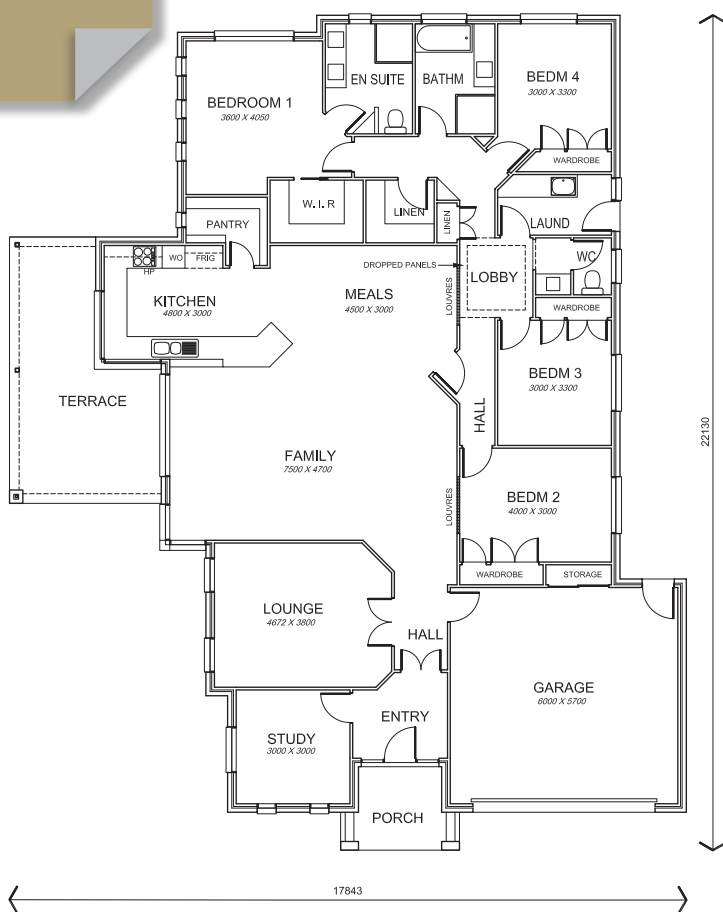 BEDROOM 1
3600 X 4050
EN SUITE
BATHM
BEDM 4
3000 X 3300
WARDROBE
W. I. R
LINEN
LINEN
PANTRY
LAUND
WC
WO
FRIG
HP
DROPPED PANELS
LOBBY
KITCHEN
4800 X 3000
MEALS
4500 X 3000
LOUVRES
WARDROBE
BEDM 3
3000 X 3300
TERRACE
HALL
22130
FAMILY
7500 X 4700
LOUVRES
BEDM 2
4000 X 3000
WARDROBE
STORAGE
LOUNGE
4672 X 3800
HALL
GARAGE
6000 X 5700
ENTRY
STUDY
3000 X 3000
PORCH
17843